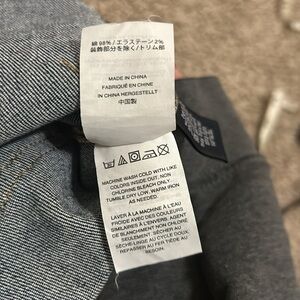 綿 98% / エラステーン 2%
装飾部分を除く/トリム部
MADE IN CHINA
FABRIQUÉ EN CHINE
IN CHINA HERGESTELLT
中国製
MACHINE WASH COLD WITH LIKE
COLORS INSIDE OUT. NON
CHLORINE BLEACH ONLY.
TUMBLE DRY LOW. WARM IRON
AS NEEDED.
LAVER À LA MACHINE À L'EAU
FROIDE AVEC DES COULEURS
SIMILAIRES À L'ENVERS. AGENT
DE BLANCHIMENT NON CHLORÉ
SEULEMENT. SÉCHER AU
SÈCHE-LINGE AU CYCLE DOUX.
REPASSER AU FER TIÈDE AU
BESOIN.